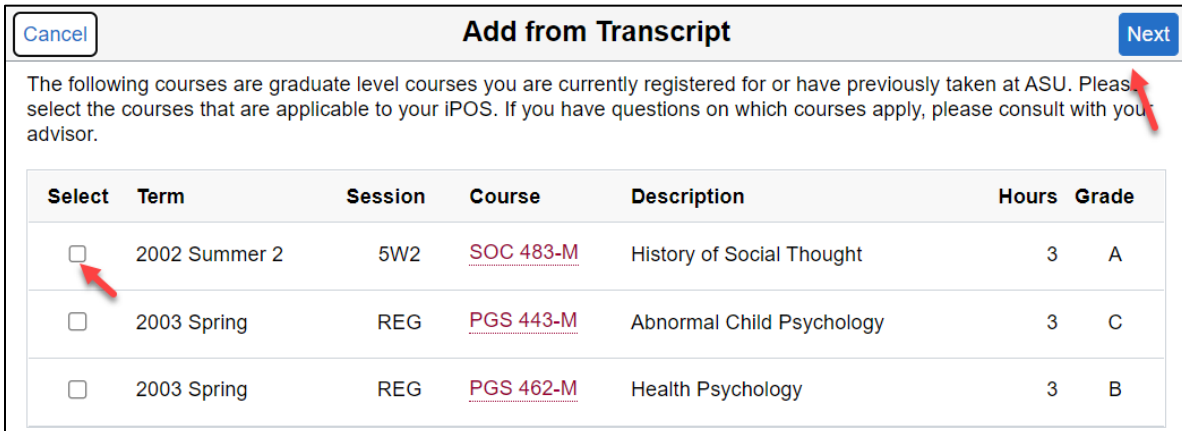 Cancel Add from Transcript Next
The following courses are graduate level courses you are currently registered for or have previously taken at ASU. Please
select the courses that are applicable to your iPOS. If you have questions on which courses apply, please consult with your
advisor.
Select Term Session Course Description Hours Grade
2002 Summer 2 5W2 SOC 483-M History of Social Thought 3 A
2003 Spring REG PGS 443-M Abnormal Child Psychology 3 C
2003 Spring REG PGS 462-M Health Psychology 3 B